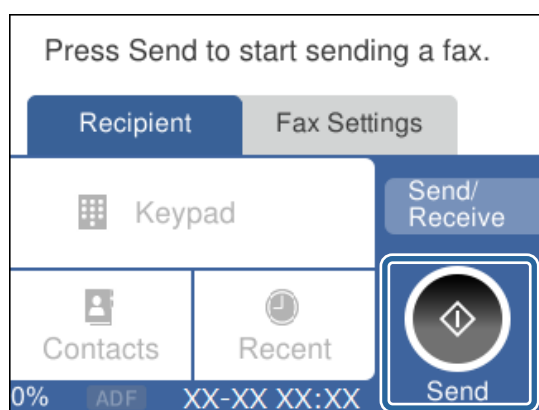 Press Send to start sending a fax.
Recipient
Fax Settings
Keypad
Send/
Receive
Contacts
Recent
0%
ADF
XX-XX XX:XX
Send